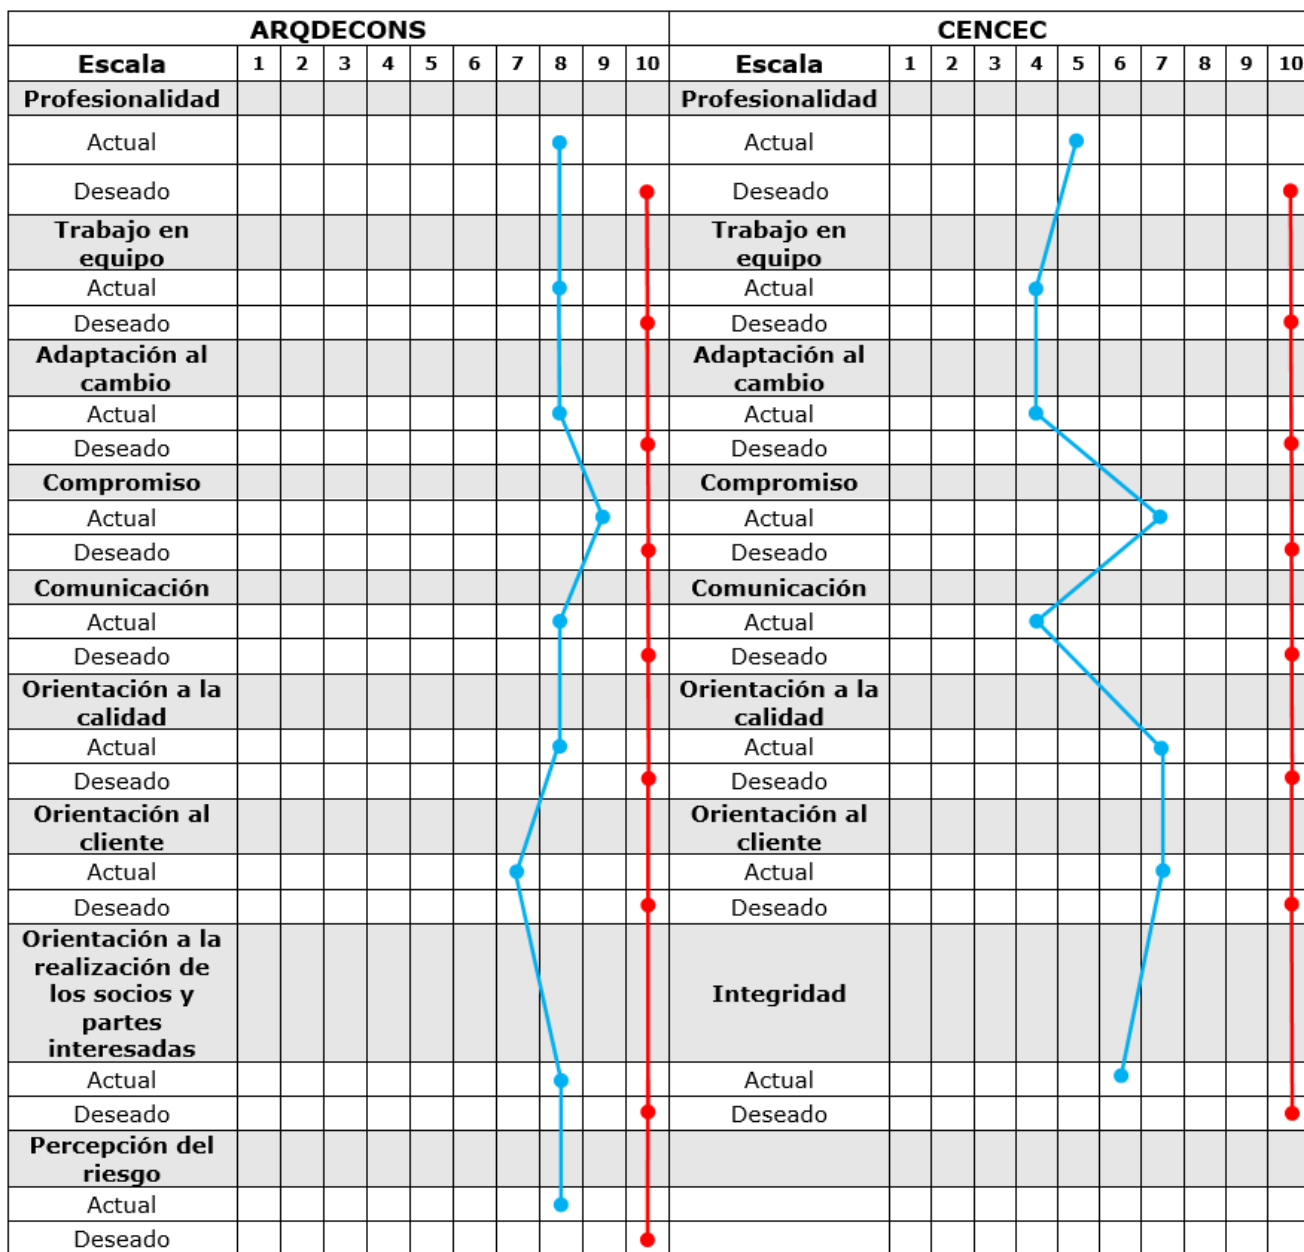 ARQDECONS CENCEC
Escala 1 2 3 4 5 6 7 8 9 10 Escala 1 2 3 4 5 6 7 8 9 10
Profesionalidad Profesionalidad
Actual Actual
Deseado Deseado
Trabajo en Trabajo en
equipo equipo
Actual Actual
Deseado Deseado
Adaptación al Adaptación al
cambio cambio
Actual Actual
Deseado Deseado
Compromiso Compromiso
Actual Actual
Deseado Deseado
Comunicación Comunicación
Actual Actual
Deseado Deseado
Orientación a la Orientación a la
calidad calidad
Actual Actual
Deseado Deseado
Orientación al Orientación al
cliente cliente
Actual Actual
Deseado Deseado
Orientación a la
realización de
los socios y Integridad
partes
interesadas
Actual Actual
Deseado Deseado
Percepción del
riesgo
Actual
Deseado